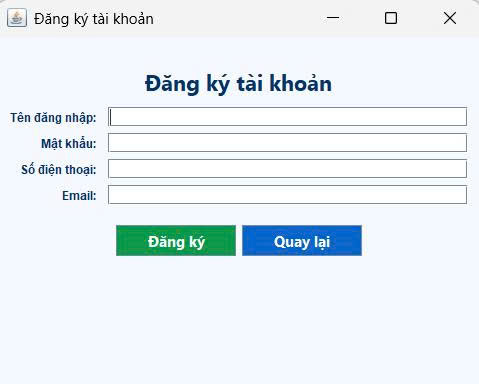 Đăng ký tài khoản
Đăng ký tài khoản
Tên đăng nhập:
Mật khẩu:
Số điện thoại:
Email:
Đăng ký
Quay lại